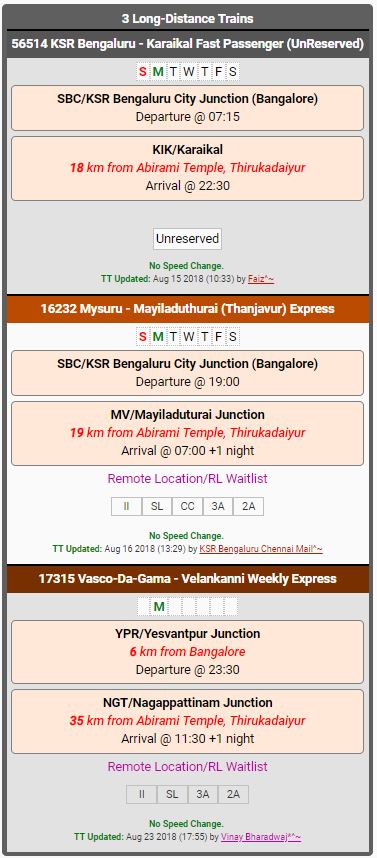 3 Long-Distance Trains
56514 KSR Bengaluru - Karaikal Fast Passenger (UnReserved)
S M T W T F S
SBC/KSR Bengaluru City Junction (Bangalore)
Departure @ 07:15
KIK/Karaikal
18 km from Abirami Temple, Thirukadaiyur
Arrival @ 22:30
Unreserved
No Speed Change.
TT Updated: Aug 15 2018 (10:33) by Faiz^~
16232 Mysuru - Mayiladuthurai (Thanjavur) Express
S M T W T F S
SBC/KSR Bengaluru City Junction (Bangalore)
Departure @ 19:00
MV/Mayiladuturai Junction
19 km from Abirami Temple, Thirukadaiyur
Arrival @ 07:00 +1 night
Remote Location/RL Waitlist
II SL CC 3A 2A
No Speed Change.
TT Updated: Aug 16 2018 (13:29) by KSR Bengaluru Chennai Mail^~
17315 Vasco-Da-Gama - Velankanni Weekly Express
M
YPR/Yesvantpur Junction
6 km from Bangalore
Departure @ 23:30
NGT/Nagappattinam Junction
35 km from Abirami Temple, Thirukadaiyur
Arrival @ 11:30 +1 night
Remote Location/RL Waitlist
II SL 3A 2A
No Speed Change.
TT Updated: Aug 23 2018 (17:55) by Vinay Bharadwaj*^~